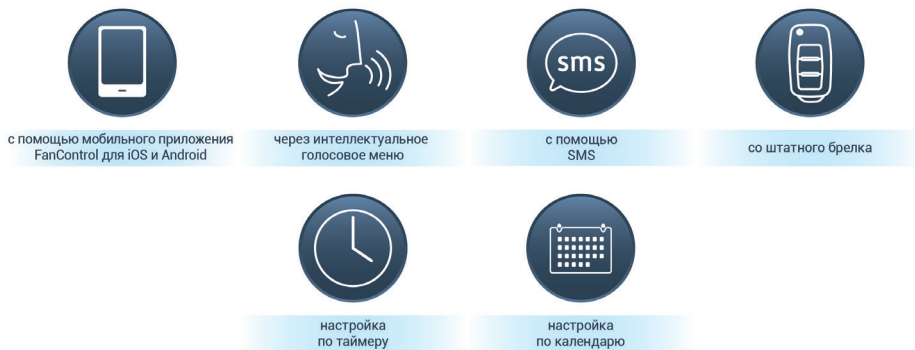 sms
с помощью мобильного приложения
FanControl для iOS и Android
через интеллектуальное
голосовое меню
с помощью
SMS
со штатного брелка
настройка
по таймеру
настройка
по календарю